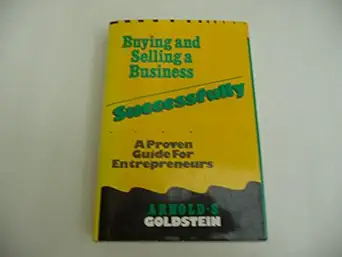 Buying and
Selling a
Business
Successfully
A Proven
Guide For
Entrepreneurs
ARNOLD·S
GOLDSTEIN